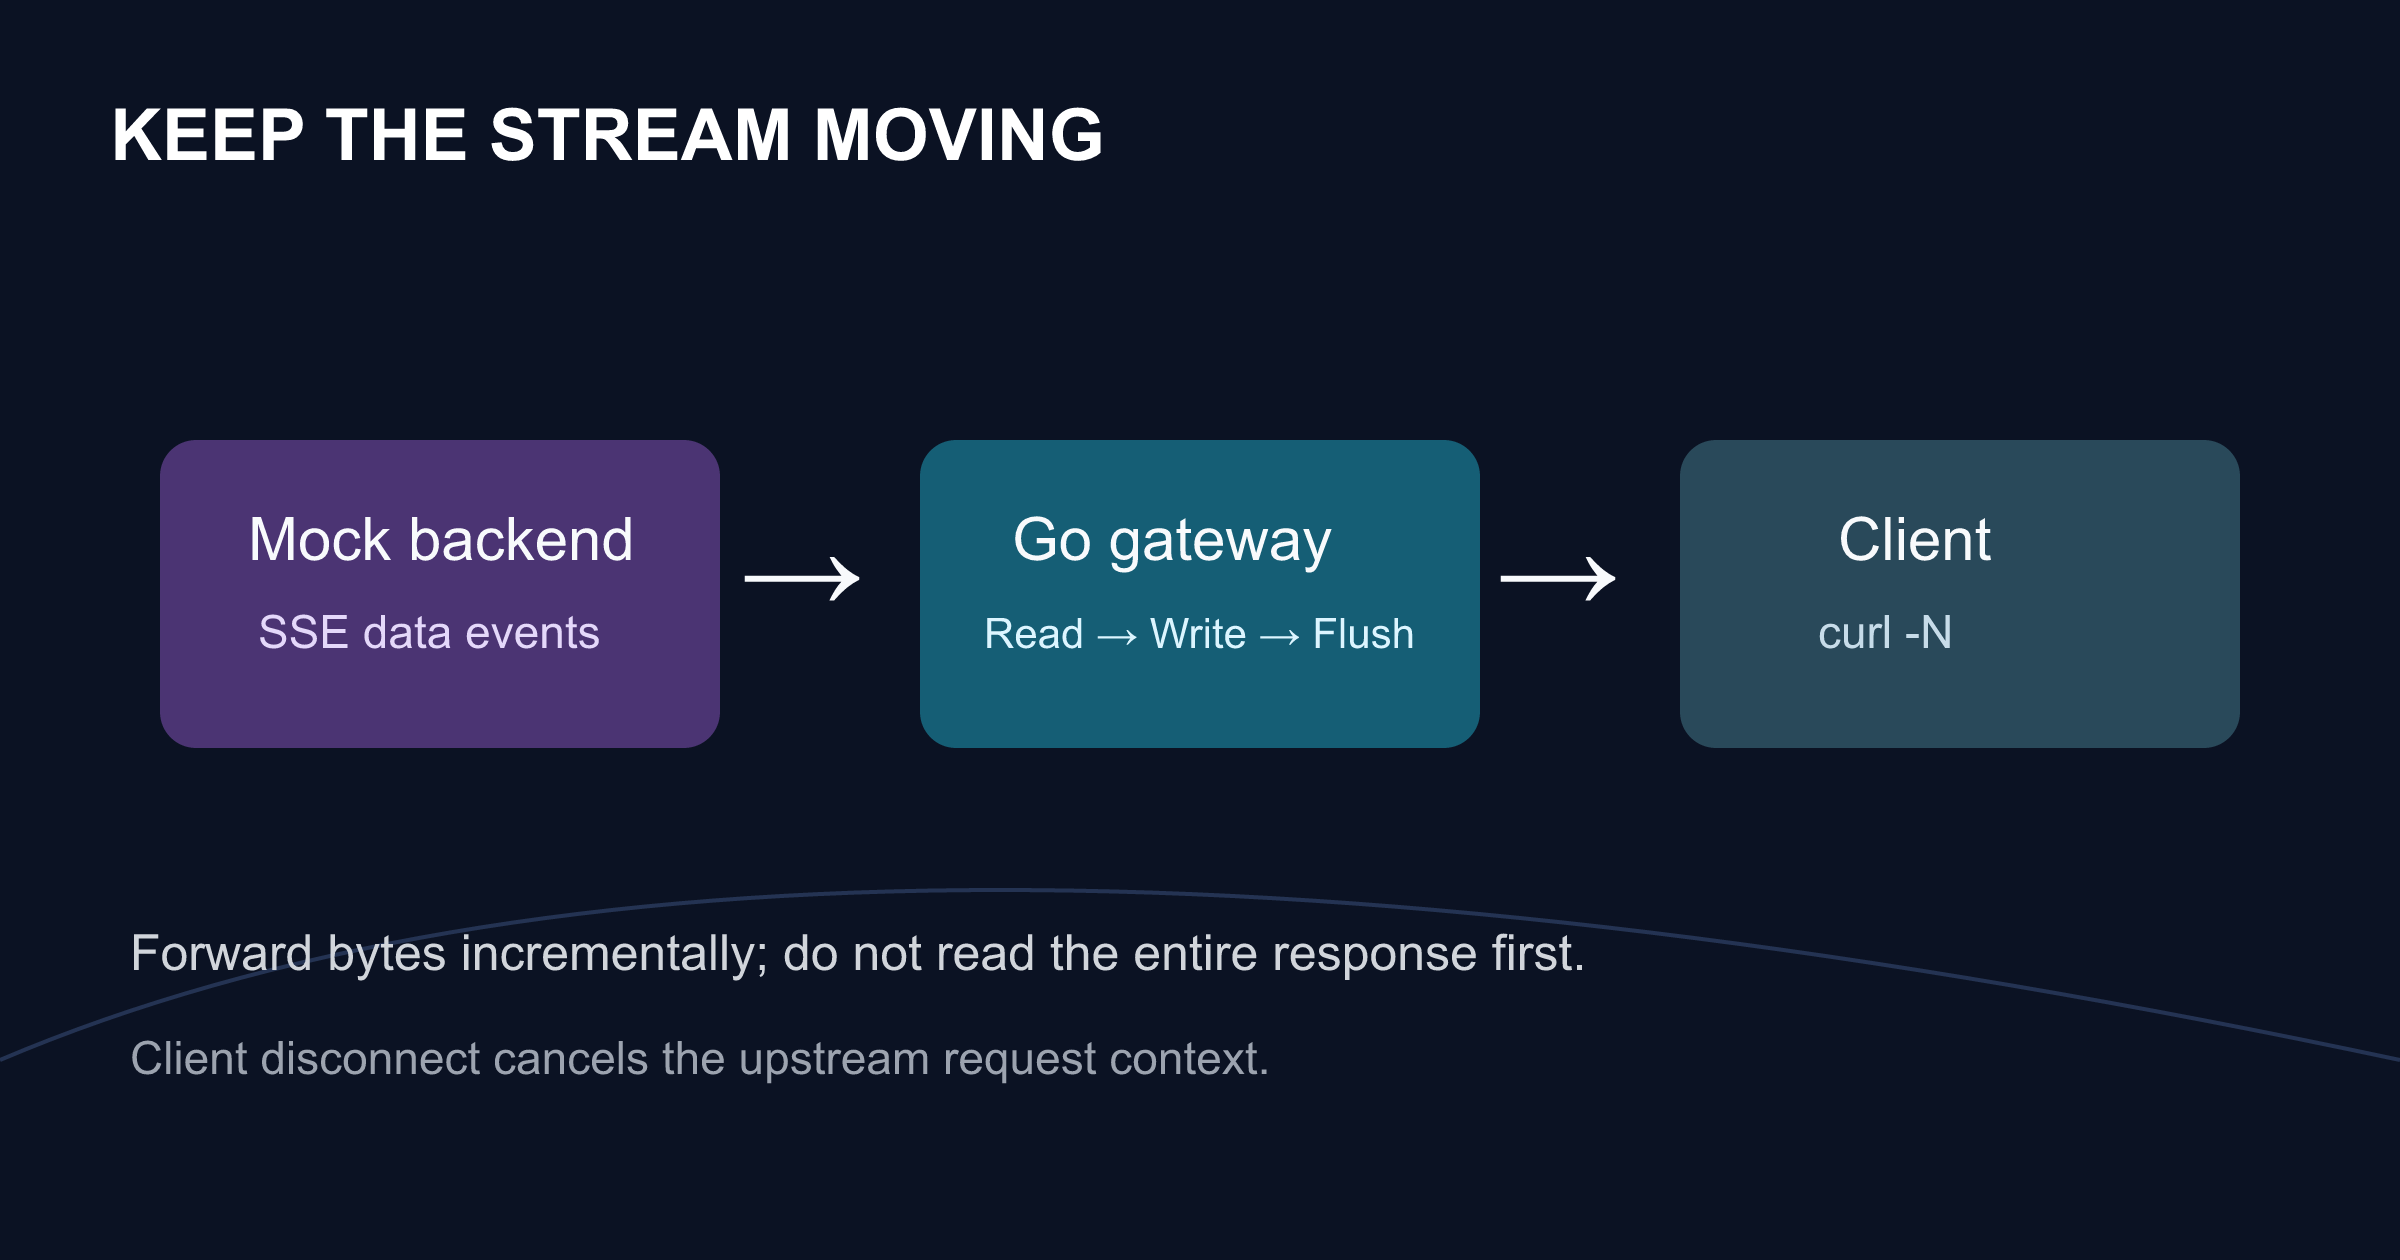 KEEP THE STREAM MOVING
Mock backend
SSE data events
Go gateway
Read → Write → Flush
Client
curl -N
Forward bytes incrementally; do not read the entire response first.
Client disconnect cancels the upstream request context.